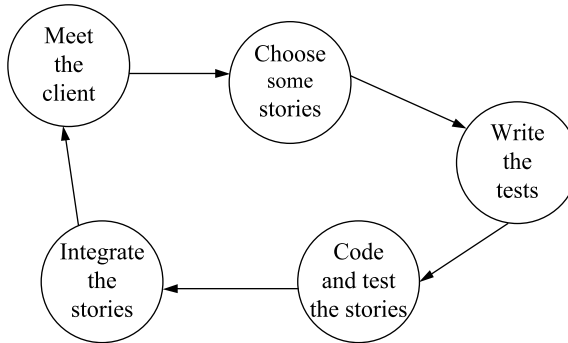 Meet
the
client
Choose
some
stories
Write
the
tests
Code
and test
the stories
Integrate
the
stories